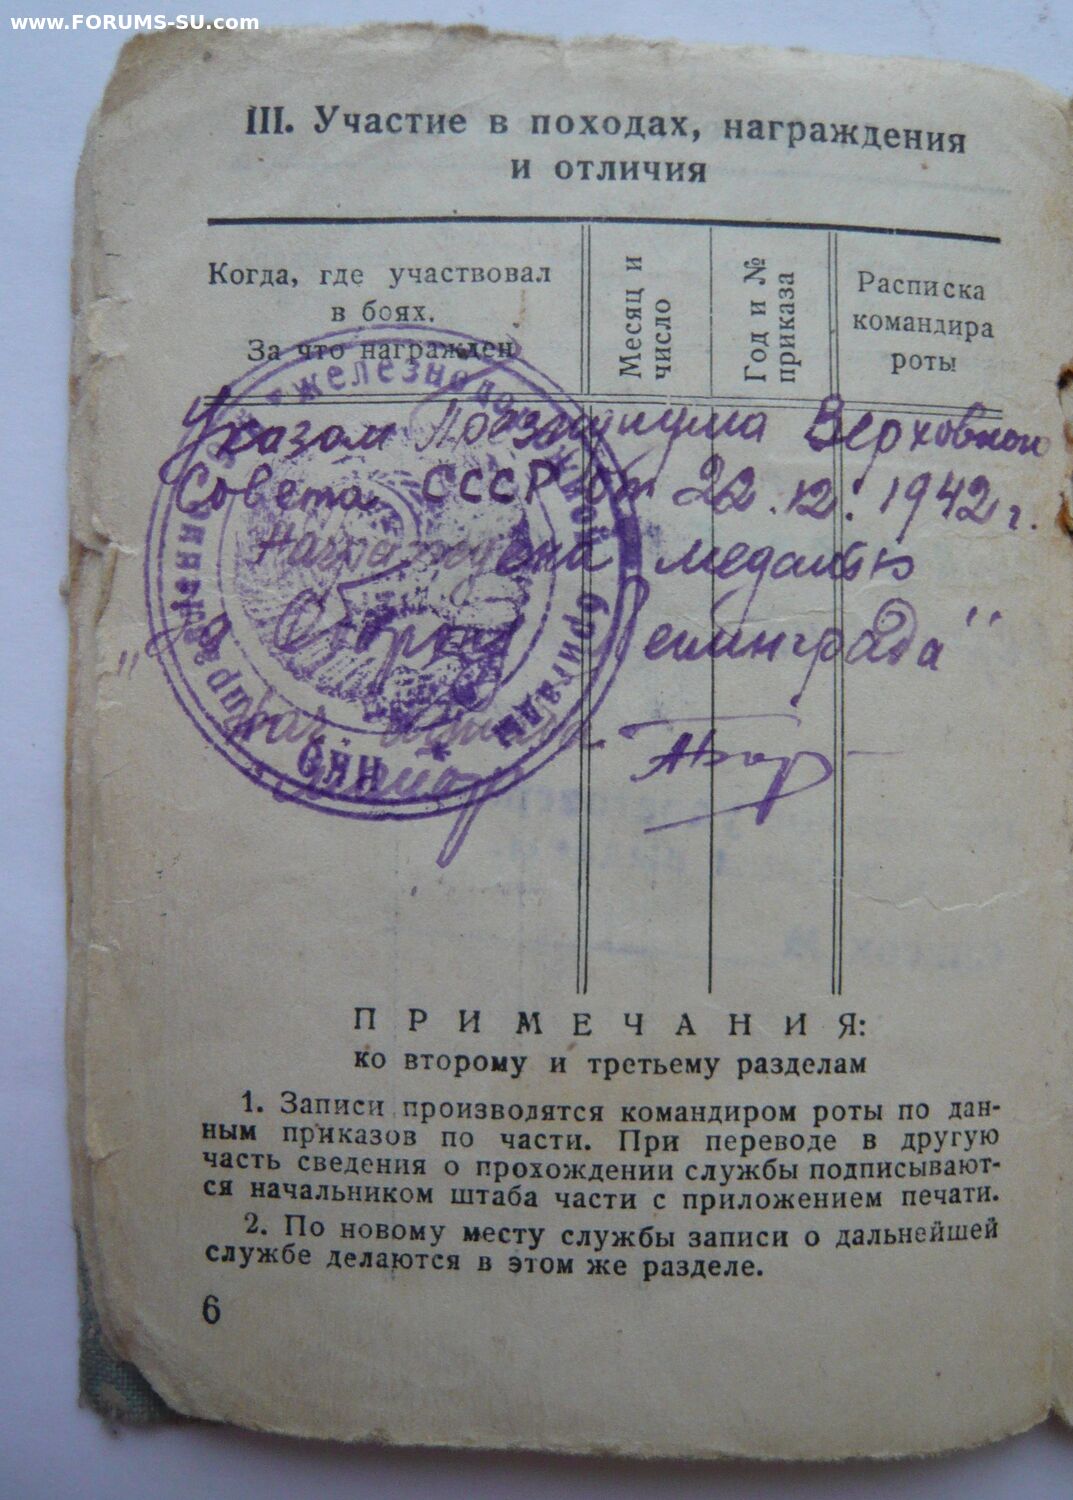 www.FORUMS-SU.com
III. Участие в походах, награждения
и отличия
Когда, где участвовал
в боях.
За что награжден
Месяц и
число
Год и №
приказа
Расписка
командира
роты
Указом Президиума Верховного
Совета СССР от 22.12.1942 г.
Награждена медалью
"За Оборону Ленинграда"
железнодорожной бригады * НКО
П Р И М Е Ч А Н И Я:
ко второму и третьему разделам
1. Записи производятся командиром роты по дан-
ным приказов по части. При переводе в другую
часть сведения о прохождении службы подписывают-
ся начальником штаба части с приложением печати.
2. По новому месту службы записи о дальнейшей
службе делаются в этом же разделе.
6